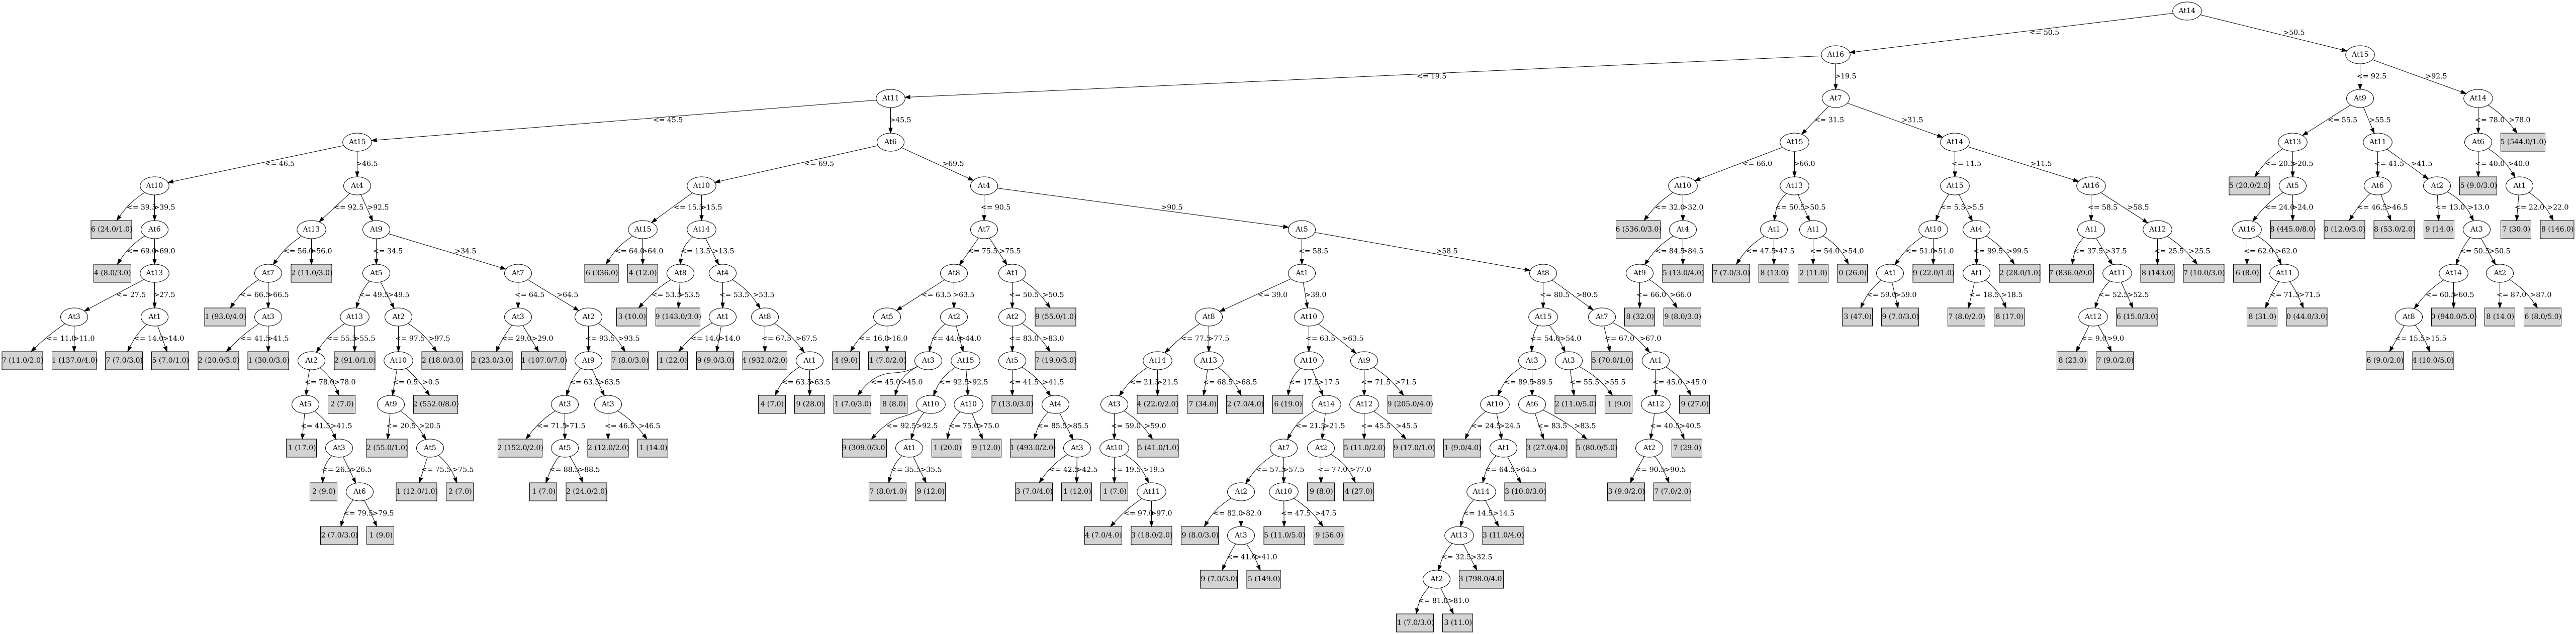 At14
<= 50.5 >50.5
At16 At15
<= 19.5 >19.5 <= 92.5 >92.5
At11 At7 At9 At14
<= 45.5 >45.5 <= 31.5 >31.5 <= 55.5 >55.5 <= 78.0 >78.0
At15 At6 At15 At14 At13 At11 At6 5 (544.0/1.0)
<= 46.5 >46.5 <= 69.5 >69.5 <= 66.0 >66.0 <= 11.5 >11.5 <= 20.5 >20.5 <= 41.5 >41.5 <= 40.0 >40.0
At10 At4 At10 At4 At10 At13 At15 At16 5 (20.0/2.0) At5 At6 At2 5 (9.0/3.0) At1
<= 39.5 >39.5 <= 92.5 >92.5 <= 15.5 >15.5 <= 90.5 >90.5 <= 32.0 >32.0 <= 50.5 >50.5 <= 5.5 >5.5 <= 58.5 >58.5 <= 24.0 >24.0 <= 46.5 >46.5 <= 13.0 >13.0 <= 22.0 >22.0
6 (24.0/1.0) At6 At13 At9 At15 At14 At7 At5 6 (536.0/3.0) At4 At1 At1 At10 At4 At1 At12 At16 8 (445.0/8.0) 0 (12.0/3.0) 8 (53.0/2.0) 9 (14.0) At3 7 (30.0) 8 (146.0)
<= 69.0 >69.0 <= 56.0 >56.0 <= 34.5 >34.5 <= 64.0 >64.0 <= 13.5 >13.5 <= 75.5 >75.5 <= 58.5 >58.5 <= 84.5 >84.5 <= 47.5 >47.5 <= 54.0 >54.0 <= 51.0 >51.0 <= 99.5 >99.5 <= 37.5 >37.5 <= 25.5 >25.5 <= 62.0 >62.0 <= 50.5 >50.5
4 (8.0/3.0) At13 At7 2 (11.0/3.0) At5 At7 6 (336.0) 4 (12.0) At8 At4 At8 At1 At1 At8 At9 5 (13.0/4.0) 7 (7.0/3.0) 8 (13.0) 2 (11.0) 0 (26.0) At1 9 (22.0/1.0) At1 2 (28.0/1.0) 7 (836.0/9.0) At11 8 (143.0) 7 (10.0/3.0) 6 (8.0) At11 At14 At2
<= 27.5 >27.5 <= 66.5 >66.5 <= 49.5 >49.5 <= 64.5 >64.5 <= 53.5 >53.5 <= 53.5 >53.5 <= 63.5 >63.5 <= 50.5 >50.5 <= 39.0 >39.0 <= 80.5 >80.5 <= 66.0 >66.0 <= 59.0 >59.0 <= 18.5 >18.5 <= 52.5 >52.5 <= 71.5 >71.5 <= 60.5 >60.5 <= 87.0 >87.0
At3 At1 1 (93.0/4.0) At3 At13 At2 At3 At2 3 (10.0) 9 (143.0/3.0) At1 At8 At5 At2 At2 9 (55.0/1.0) At8 At10 At15 At7 8 (32.0) 9 (8.0/3.0) 3 (47.0) 9 (7.0/3.0) 7 (8.0/2.0) 8 (17.0) At12 6 (15.0/3.0) 8 (31.0) 0 (44.0/3.0) At8 0 (940.0/5.0) 8 (14.0) 6 (8.0/5.0)
<= 11.0 >11.0 <= 14.0 >14.0 <= 41.5 >41.5 <= 55.5 >55.5 <= 97.5 >97.5 <= 29.0 >29.0 <= 93.5 >93.5 <= 14.0 >14.0 <= 67.5 >67.5 <= 16.0 >16.0 <= 44.0 >44.0 <= 83.0 >83.0 <= 77.5 >77.5 <= 63.5 >63.5 <= 54.0 >54.0 <= 67.0 >67.0 <= 9.0 >9.0 <= 15.5 >15.5
7 (11.0/2.0) 1 (137.0/4.0) 7 (7.0/3.0) 5 (7.0/1.0) 2 (20.0/3.0) 1 (30.0/3.0) At2 2 (91.0/1.0) At10 2 (18.0/3.0) 2 (23.0/3.0) 1 (107.0/7.0) At9 7 (8.0/3.0) 1 (22.0) 9 (9.0/3.0) 4 (932.0/2.0) At1 4 (9.0) 1 (7.0/2.0) At3 At15 At5 7 (19.0/3.0) At14 At13 At10 At9 At3 At3 5 (70.0/1.0) At1 8 (23.0) 7 (9.0/2.0) 6 (9.0/2.0) 4 (10.0/5.0)
<= 78.0 >78.0 <= 0.5 >0.5 <= 63.5 >63.5 <= 63.5 >63.5 <= 45.0 >45.0 <= 92.5 >92.5 <= 41.5 >41.5 <= 21.5 >21.5 <= 68.5 >68.5 <= 17.5 >17.5 <= 71.5 >71.5 <= 89.5 >89.5 <= 55.5 >55.5 <= 45.0 >45.0
At5 2 (7.0) At9 2 (552.0/8.0) At3 At3 4 (7.0) 9 (28.0) 1 (7.0/3.0) 8 (8.0) At10 At10 7 (13.0/3.0) At4 At3 4 (22.0/2.0) 7 (34.0) 2 (7.0/4.0) 6 (19.0) At14 At12 9 (205.0/4.0) At10 At6 2 (11.0/5.0) 1 (9.0) At12 9 (27.0)
<= 41.5 >41.5 <= 20.5 >20.5 <= 71.5 >71.5 <= 46.5 >46.5 <= 92.5 >92.5 <= 75.0 >75.0 <= 85.5 >85.5 <= 59.0 >59.0 <= 21.5 >21.5 <= 45.5 >45.5 <= 24.5 >24.5 <= 83.5 >83.5 <= 40.5 >40.5
1 (17.0) At3 2 (55.0/1.0) At5 2 (152.0/2.0) At5 2 (12.0/2.0) 1 (14.0) 9 (309.0/3.0) At1 1 (20.0) 9 (12.0) 1 (493.0/2.0) At3 At10 5 (41.0/1.0) At7 At2 5 (11.0/2.0) 9 (17.0/1.0) 1 (9.0/4.0) At1 3 (27.0/4.0) 5 (80.0/5.0) At2 7 (29.0)
<= 26.5 >26.5 <= 75.5 >75.5 <= 88.5 >88.5 <= 35.5 >35.5 <= 42.5 >42.5 <= 19.5 >19.5 <= 57.5 >57.5 <= 77.0 >77.0 <= 64.5 >64.5 <= 90.5 >90.5
2 (9.0) At6 1 (12.0/1.0) 2 (7.0) 1 (7.0) 2 (24.0/2.0) 7 (8.0/1.0) 9 (12.0) 3 (7.0/4.0) 1 (12.0) 1 (7.0) At11 At2 At10 9 (8.0) 4 (27.0) At14 3 (10.0/3.0) 3 (9.0/2.0) 7 (7.0/2.0)
<= 79.5 >79.5 <= 97.0 >97.0 <= 82.0 >82.0 <= 47.5 >47.5 <= 14.5 >14.5
2 (7.0/3.0) 1 (9.0) 4 (7.0/4.0) 3 (18.0/2.0) 9 (8.0/3.0) At3 5 (11.0/5.0) 9 (56.0) At13 3 (11.0/4.0)
<= 41.0 >41.0 <= 32.5 >32.5
9 (7.0/3.0) 5 (149.0) At2 3 (798.0/4.0)
<= 81.0 >81.0
1 (7.0/3.0) 3 (11.0)